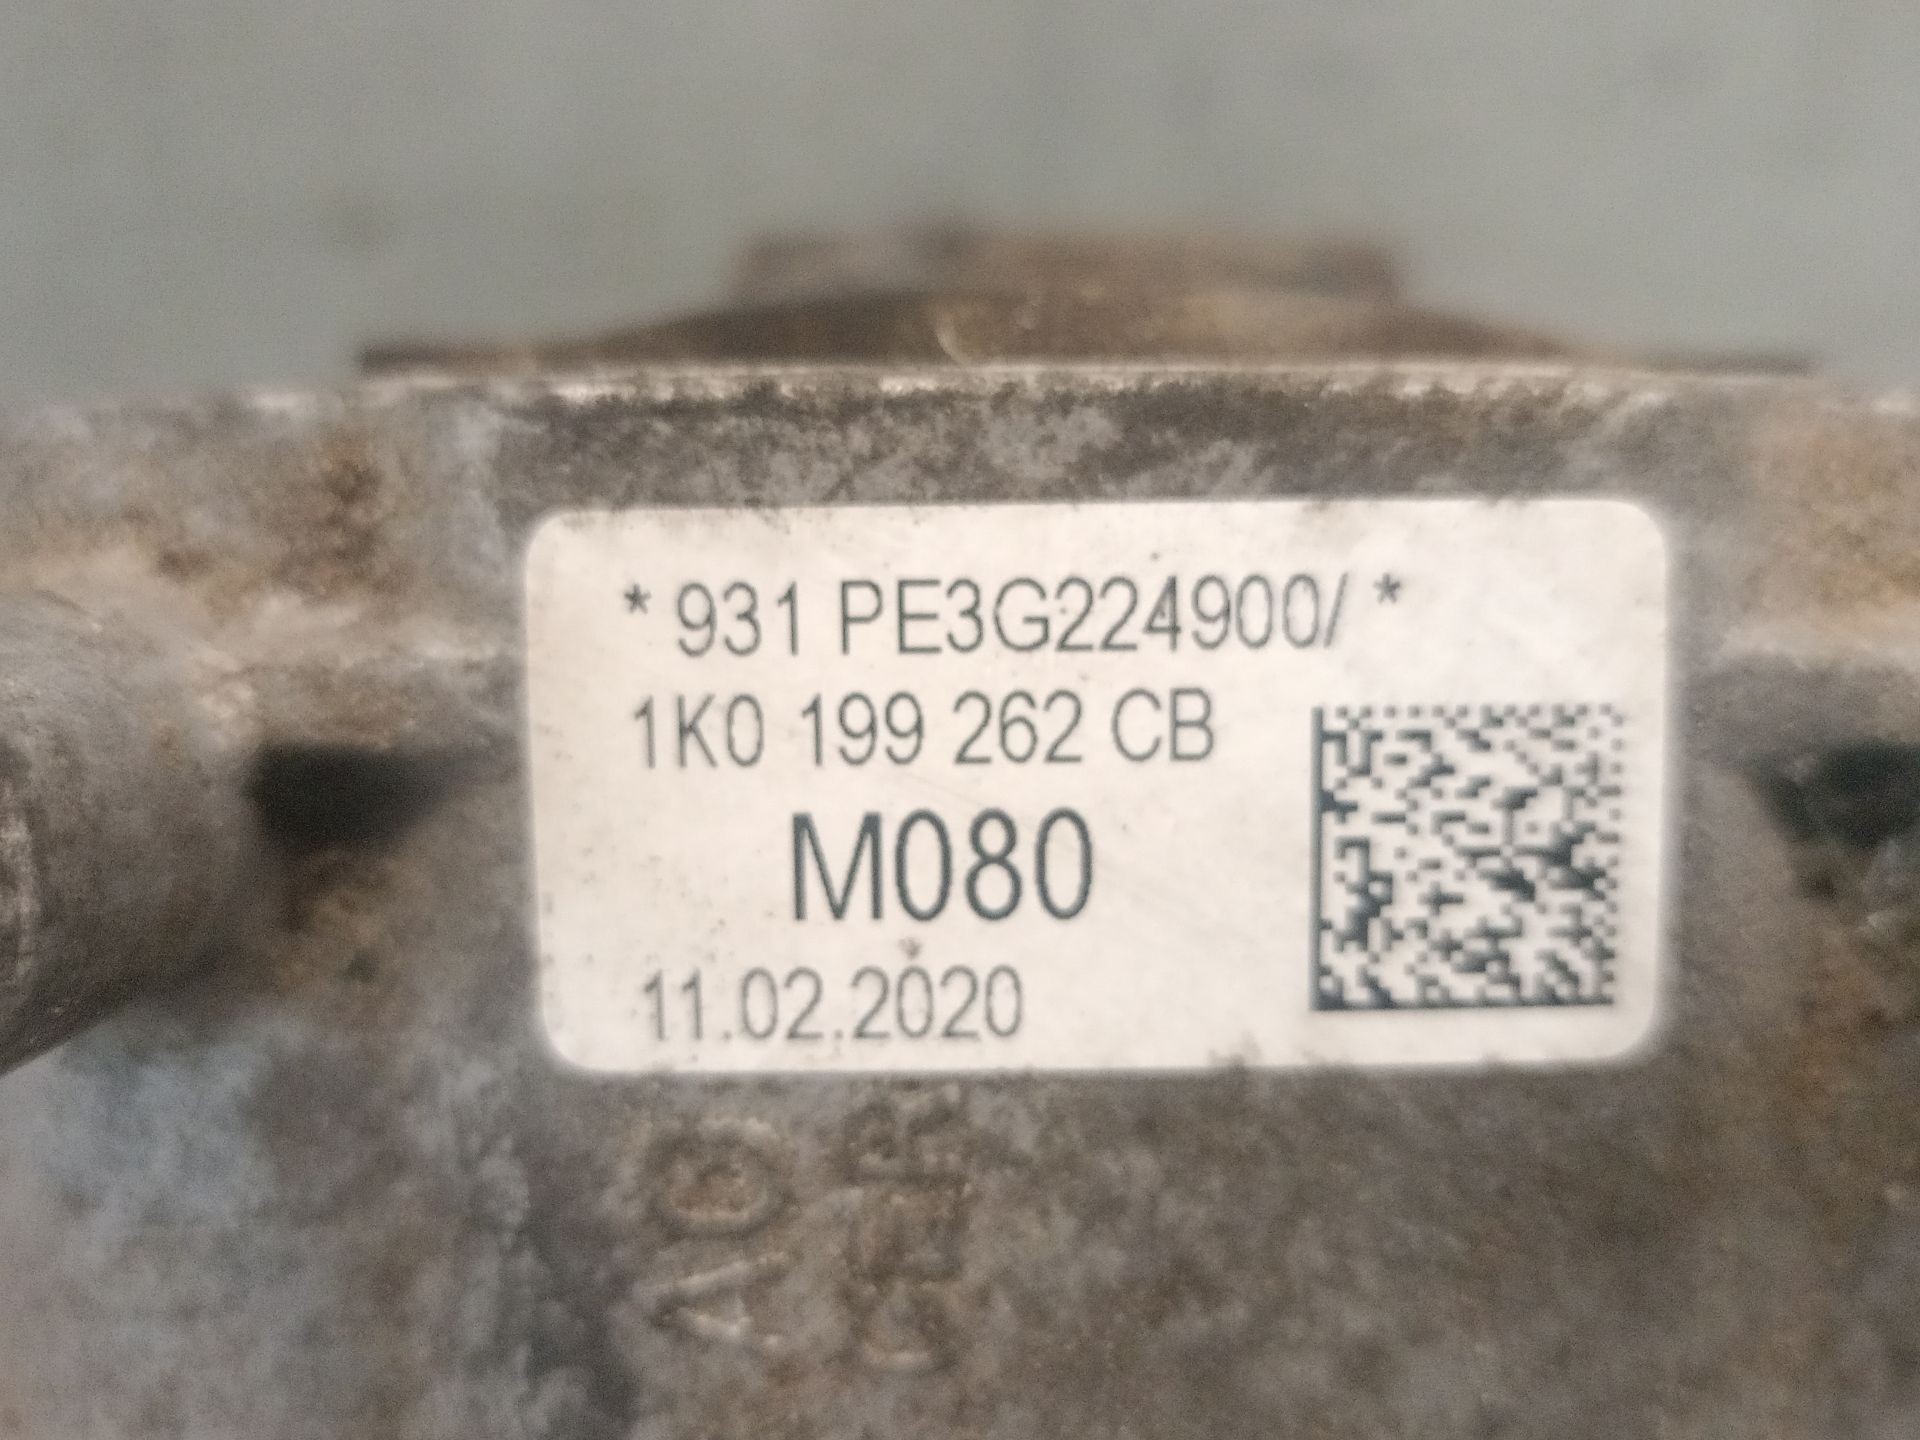 * 931 PE3G224900/ *
1K0 199 262 CB
M080
11.02.2020